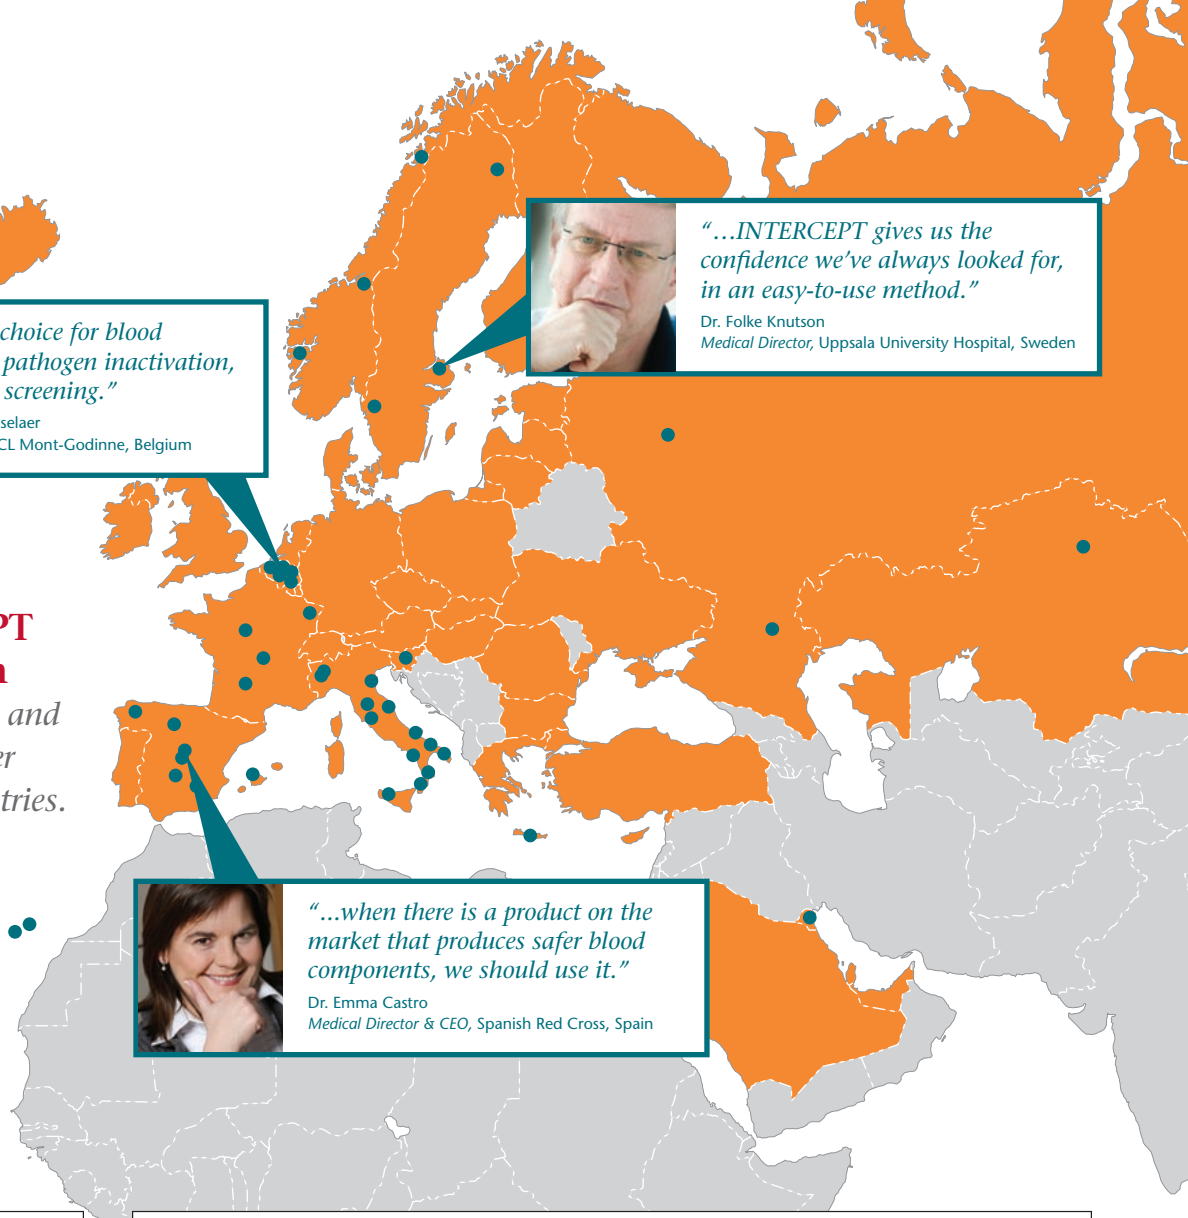 “…INTERCEPT gives us the
confidence we’ve always looked for,
in an easy-to-use method.”
Dr. Folke Knutson
Medical Director, Uppsala University Hospital, Sweden
choice for blood
pathogen inactivation,
screening.”
selaer
CL Mont-Godinne, Belgium
PT
and
er
tries.
“...when there is a product on the
market that produces safer blood
components, we should use it.”
Dr. Emma Castro
Medical Director & CEO, Spanish Red Cross, Spain